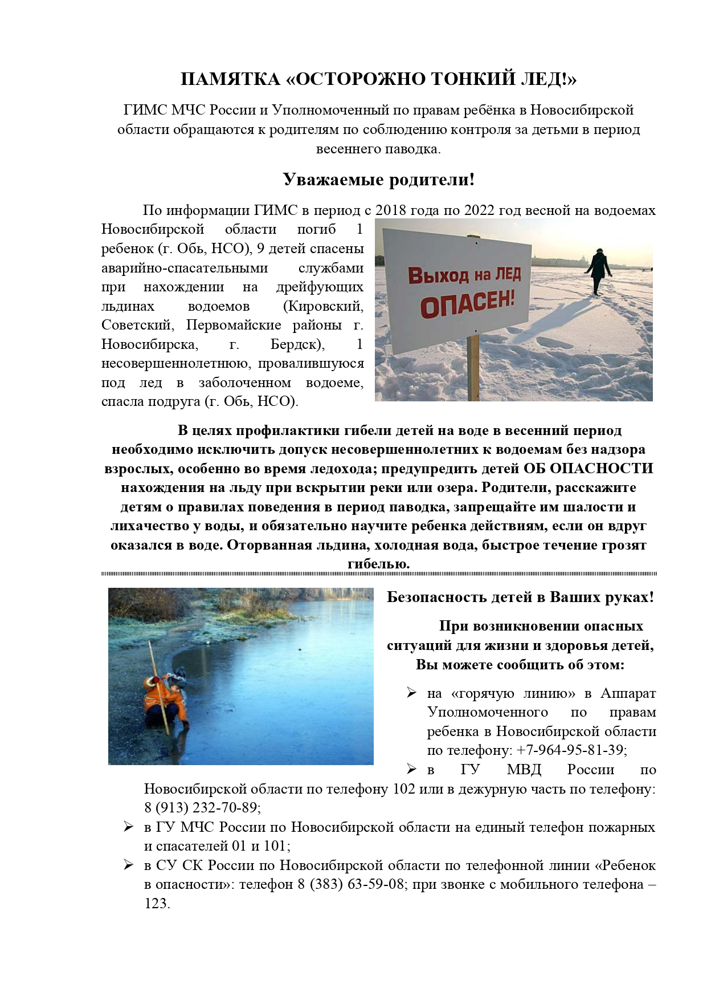 ПАМЯТКА «ОСТОРОЖНО ТОНКИЙ ЛЕД!»
ГИМС МЧС России и Уполномоченный по правам ребёнка в Новосибирской
области обращаются к родителям по соблюдению контроля за детьми в период
весеннего паводка.
Уважаемые родители!
По информации ГИМС в период с 2018 года по 2022 год весной на водоемах
Новосибирской области погиб 1
ребенок (г. Обь, НСО), 9 детей спасены
аварийно-спасательными службами
при нахождении на дрейфующих
льдинах водоемов (Кировский,
Советский, Первомайские районы г.
Новосибирска, г. Бердск), 1
несовершеннолетнюю, провалившуюся
под лед в заболоченном водоеме,
спасла подруга (г. Обь, НСО).
Выход на ЛЕД
ОПАСЕН!
В целях профилактики гибели детей на воде в весенний период
необходимо исключить допуск несовершеннолетних к водоемам без надзора
взрослых, особенно во время ледохода; предупредить детей ОБ ОПАСНОСТИ
нахождения на льду при вскрытии реки или озера. Родители, расскажите
детям о правилах поведения в период паводка, запрещайте им шалости и
лихачество у воды, и обязательно научите ребенка действиям, если он вдруг
оказался в воде. Оторванная льдина, холодная вода, быстрое течение грозят
гибелью.
Безопасность детей в Ваших руках!
При возникновении опасных
ситуаций для жизни и здоровья детей,
Вы можете сообщить об этом:
➢ на «горячую линию» в Аппарат
Уполномоченного по правам
ребенка в Новосибирской области
по телефону: +7-964-95-81-39;
➢ в ГУ МВД России по
Новосибирской области по телефону 102 или в дежурную часть по телефону:
8 (913) 232-70-89;
➢ в ГУ МЧС России по Новосибирской области на единый телефон пожарных
и спасателей 01 и 101;
➢ в СУ СК России по Новосибирской области по телефонной линии «Ребенок
в опасности»: телефон 8 (383) 63-59-08; при звонке с мобильного телефона –
123.